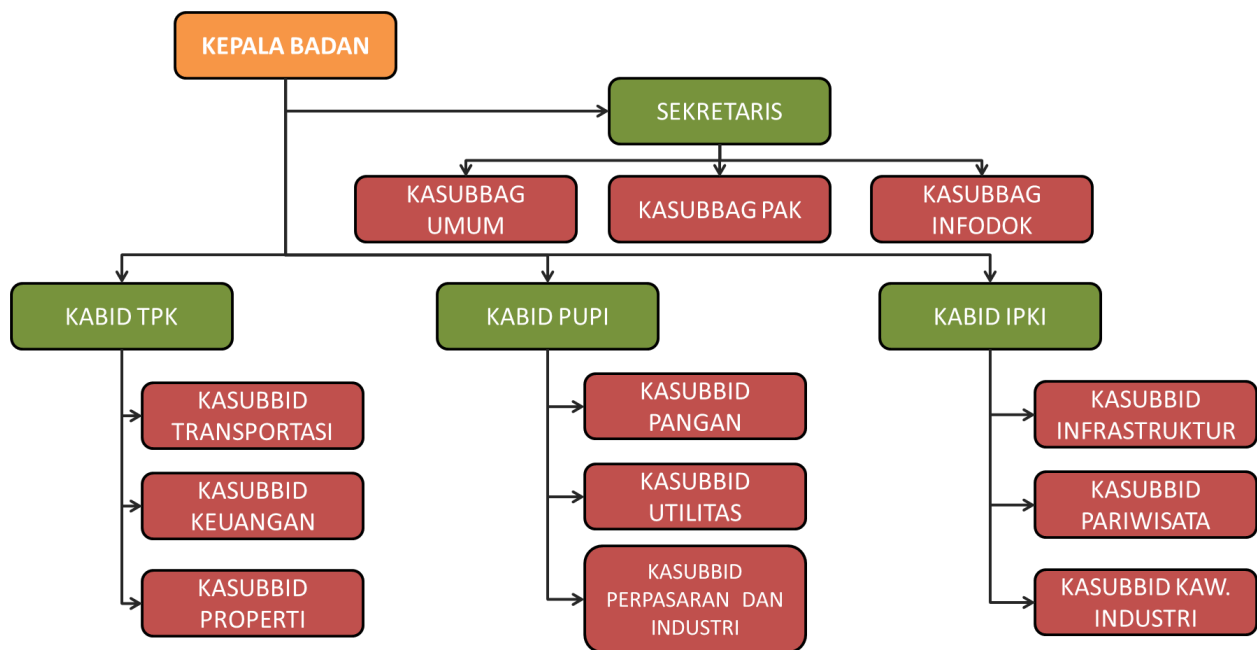 KEPALA BADAN
SEKRETARIS
KASUBBAG
UMUM
KASUBBAG PAK
KASUBBAG
INFODOK
KABID TPK
KABID PUPI
KABID IPKI
KASUBBID
TRANSPORTASI
KASUBBID
KEUANGAN
KASUBBID
PROPERTI
KASUBBID
PANGAN
KASUBBID
UTILITAS
KASUBBID
PERPASARAN DAN
INDUSTRI
KASUBBID
INFRASTRUKTUR
KASUBBID
PARIWISATA
KASUBBID KAW.
INDUSTRI